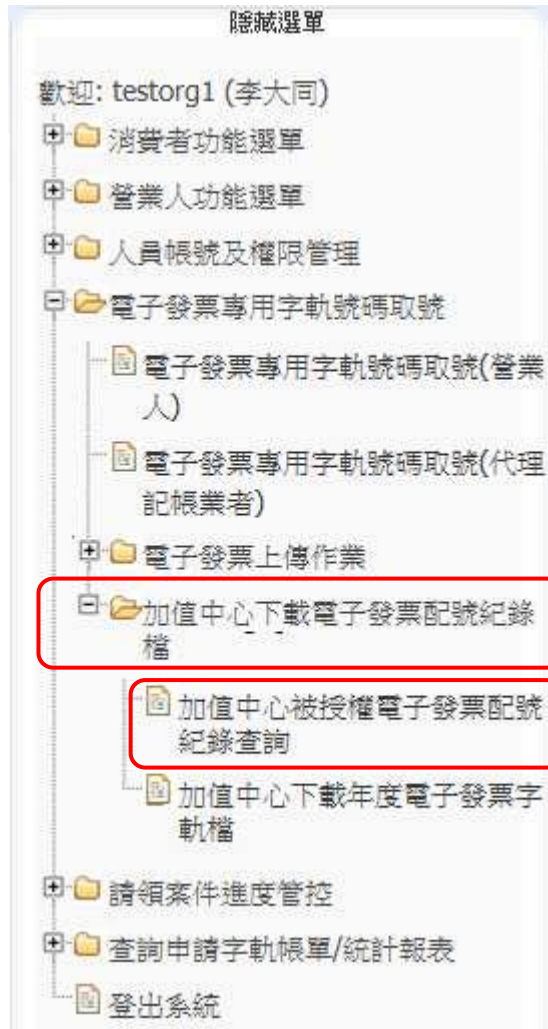 隱藏選單
歡迎: testorg1 (李大同)
消費者功能選單
營業人功能選單
人員帳號及權限管理
電子發票專用字軌號碼取號
電子發票專用字軌號碼取號(營業
人)
電子發票專用字軌號碼取號(代理
記帳業者)
電子發票上傳作業
加值中心下載電子發票配號紀錄
檔
加值中心被授權電子發票配號
紀錄查詢
加值中心下載年度電子發票字
軌檔
請領案件進度管控
查詢申請字軌帳單/統計報表
登出系統